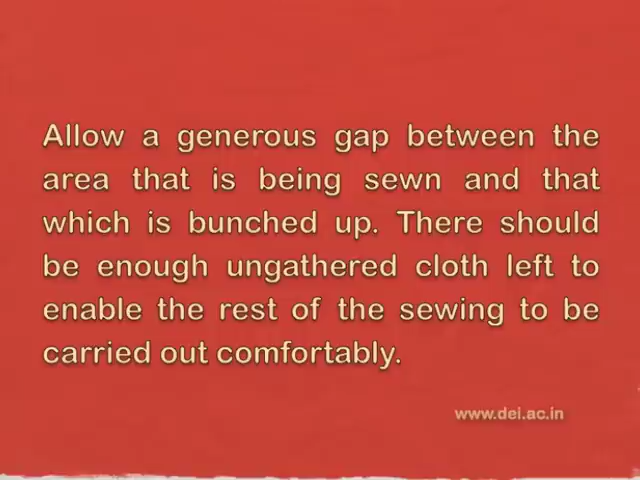 Allow a generous gap between the
area that is being sewn and that
which is bunched up. There should
be enough ungathered cloth left to
enable the rest of the sewing to be
carried out comfortably.
www.dei.ac.in